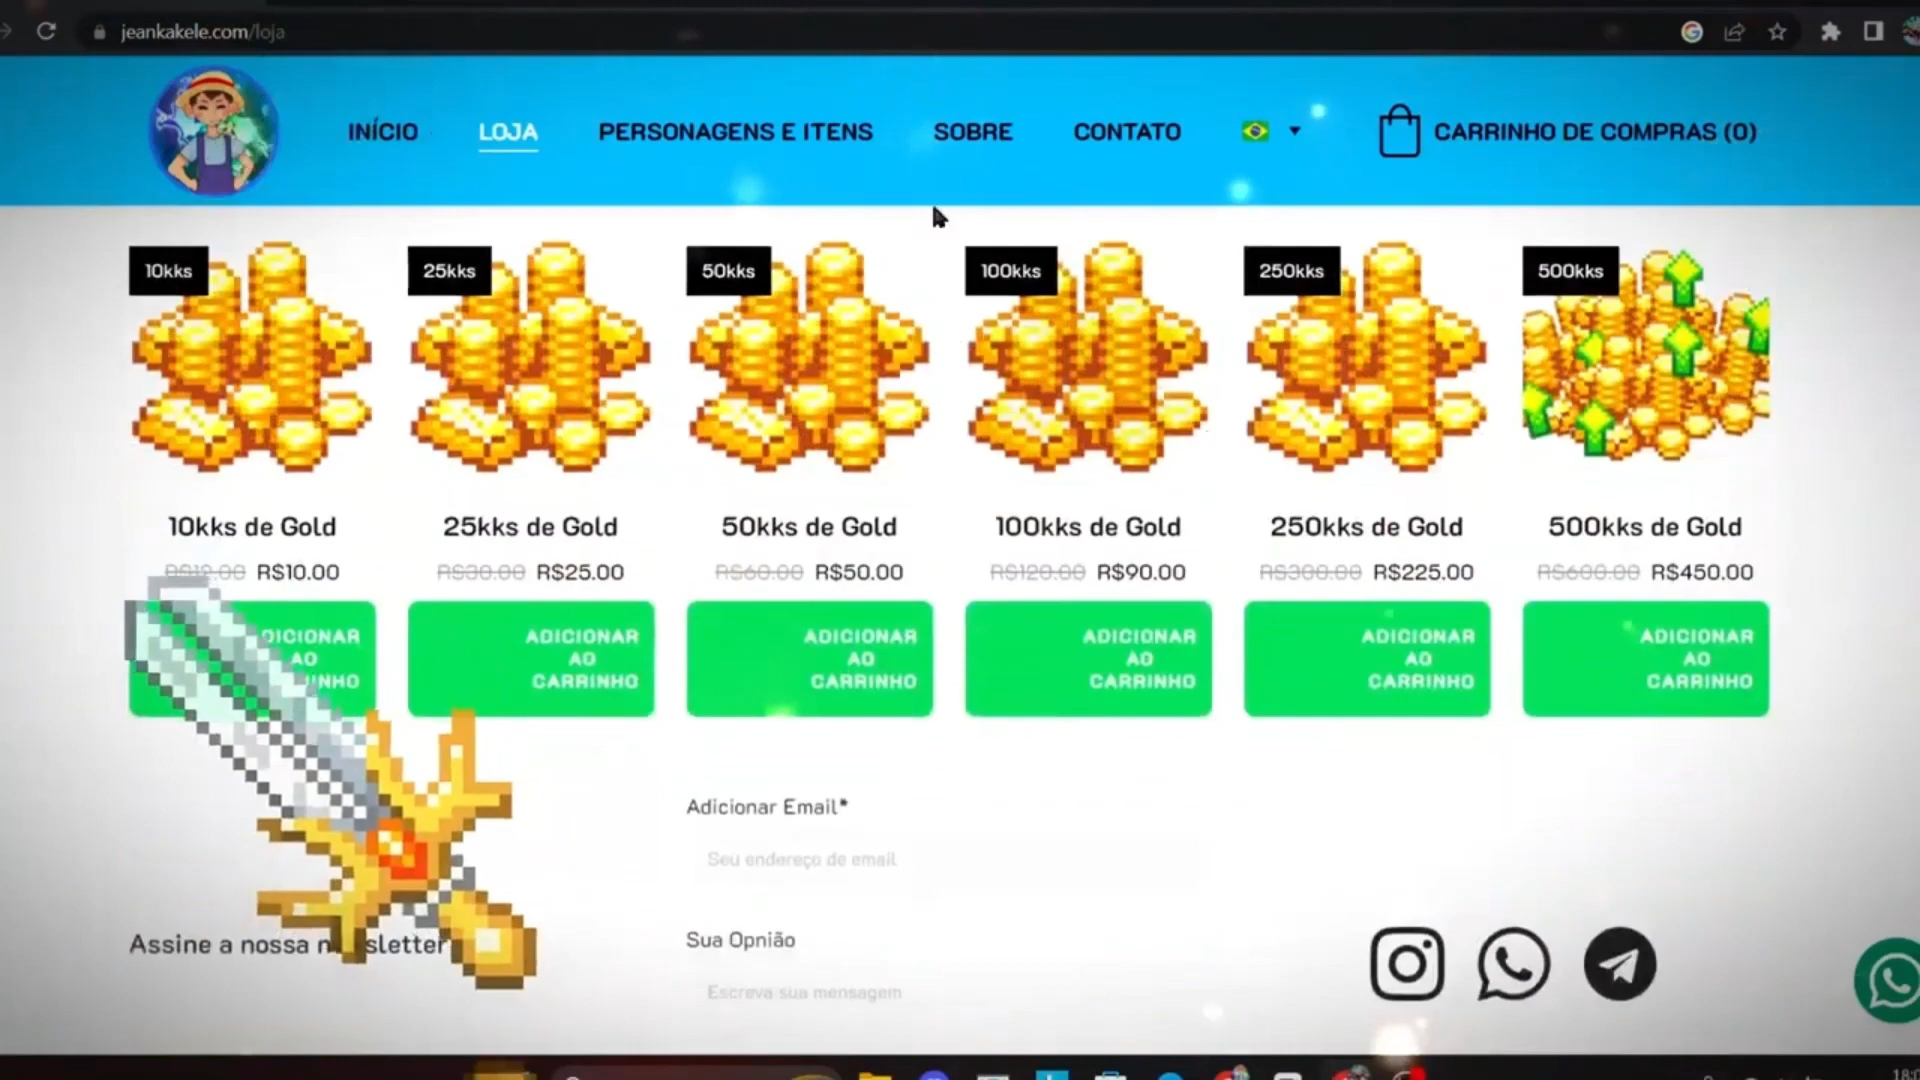 jeankakele.com/loja
INÍCIO
LOJA
PERSONAGENS E ITENS
SOBRE
CONTATO
CARRINHO DE COMPRAS (0)
10kks
25kks
50kks
100kks
250kks
500kks
10kks de Gold
25kks de Gold
50kks de Gold
100kks de Gold
250kks de Gold
500kks de Gold
R$12.00 R$10.00
R$30.00 R$25.00
R$60.00 R$50.00
R$120.00 R$90.00
R$300.00 R$225.00
R$600.00 R$450.00
AO
ADICIONAR
AO
CARRINHO
ADICIONAR
AO
CARRINHO
ADICIONAR
AO
CARRINHO
ADICIONAR
AO
CARRINHO
ADICIONAR
AO
CARRINHO
Adicionar Email*
Seu endereço de email
Assine a nossa
Sua Opnião
Escreva sua mensagem